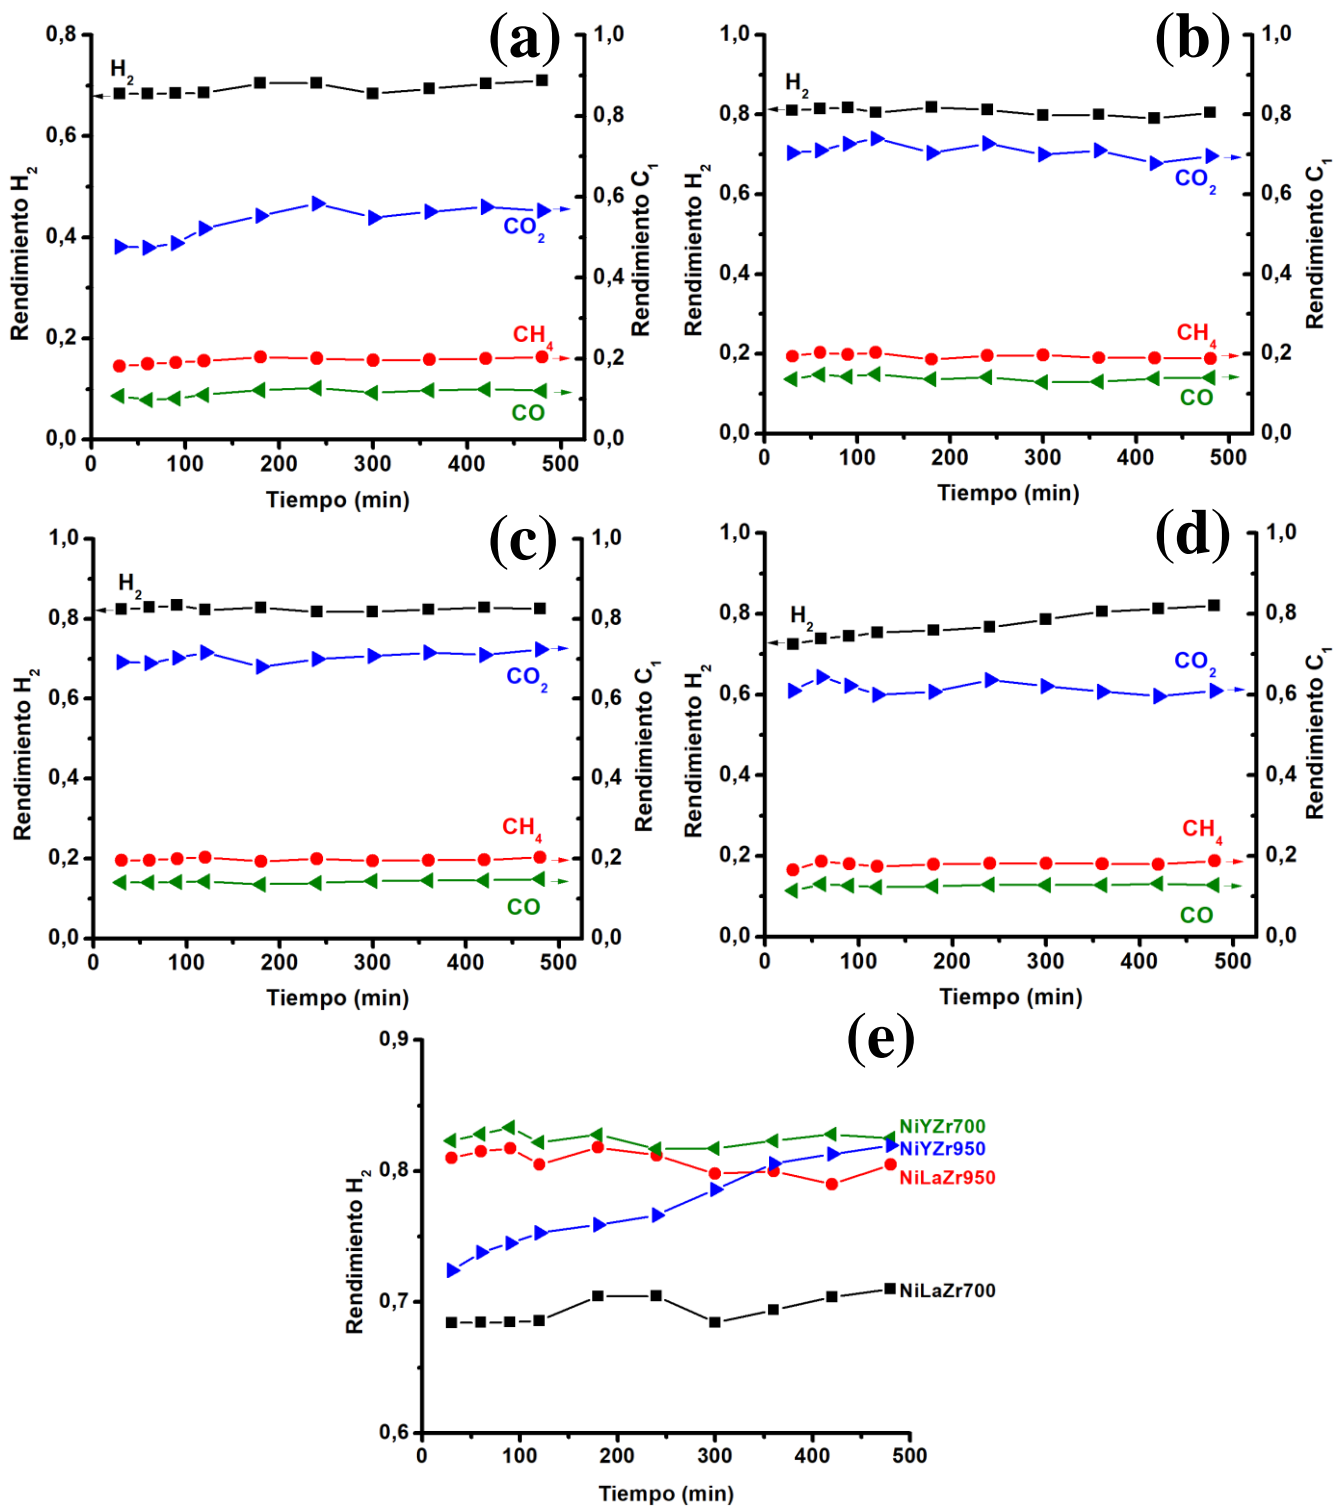 (a)
0,8
0,6
0,4
0,2
0,0
1,0
0,8
0,6
0,4
0,2
0,0
H2
CO2
CH4
CO
Rendimiento H2
Rendimiento C1
0 100 200 300 400 500
Tiempo (min)
(b)
1,0
0,8
0,6
0,4
0,2
0,0
1,0
0,8
0,6
0,4
0,2
0,0
H2
CO2
CH4
CO
Rendimiento H2
Rendimiento C1
0 100 200 300 400 500
Tiempo (min)
(c)
1,0
0,8
0,6
0,4
0,2
0,0
1,0
0,8
0,6
0,4
0,2
0,0
H2
CO2
CH4
CO
Rendimiento H2
Rendimiento C1
0 100 200 300 400 500
Tiempo (min)
(d)
1,0
0,8
0,6
0,4
0,2
0,0
1,0
0,8
0,6
0,4
0,2
0,0
H2
CO2
CH4
CO
Rendimiento H2
Rendimiento C1
0 100 200 300 400 500
Tiempo (min)
(e)
0,9
0,8
0,7
0,6
NiYZr700
NiYZr950
NiLaZr950
NiLaZr700
Rendimiento H2
0 100 200 300 400 500
Tiempo (min)